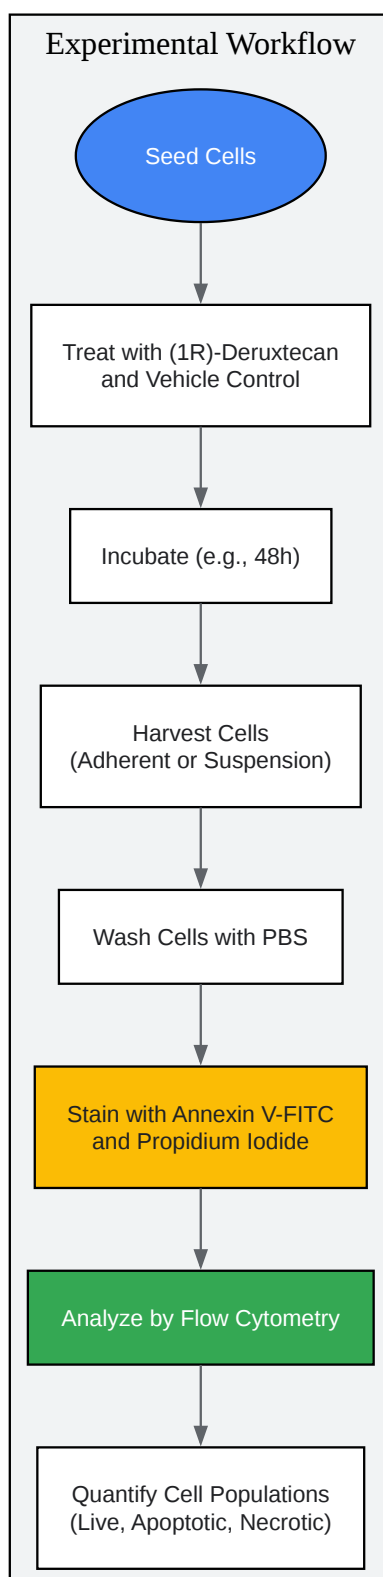 Experimental Workflow
Seed Cells
Treat with (1R)-Deruxtecan
and Vehicle Control
Incubate (e.g., 48h)
Harvest Cells
(Adherent or Suspension)
Wash Cells with PBS
Stain with Annexin V-FITC
and Propidium Iodide
Analyze by Flow Cytometry
Quantify Cell Populations
(Live, Apoptotic, Necrotic)